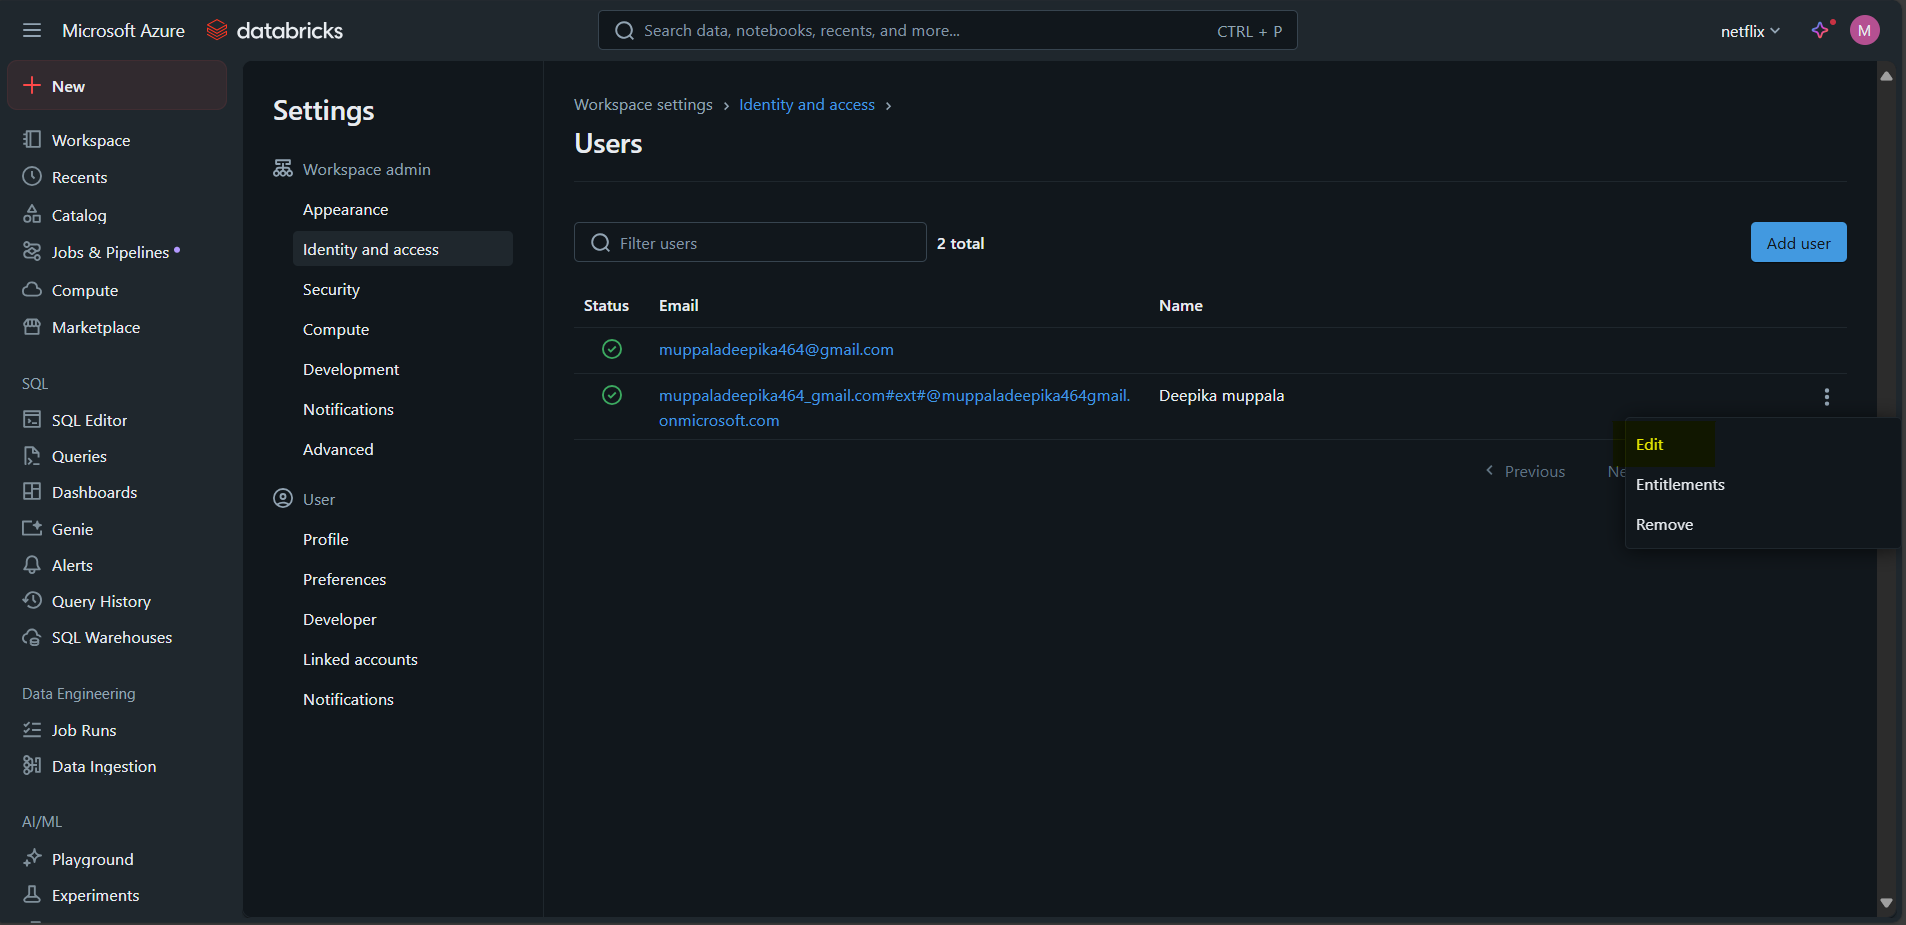 Microsoft Azure databricks
Search data, notebooks, recents, and more... CTRL + P
netflix
M
New
Workspace
Recents
Catalog
Jobs & Pipelines
Compute
Marketplace
SQL
SQL Editor
Queries
Dashboards
Genie
Alerts
Query History
SQL Warehouses
Data Engineering
Job Runs
Data Ingestion
AI/ML
Playground
Experiments
Settings
Workspace admin
Appearance
Identity and access
Security
Compute
Development
Notifications
Advanced
User
Profile
Preferences
Developer
Linked accounts
Notifications
Workspace settings › Identity and access ›
Users
Filter users
2 total
Add user
Status Email Name
muppaladeepika464@gmail.com
muppaladeepika464_gmail.com#ext#@muppaladeepika464gmail. Deepika muppala
onmicrosoft.com
Previous
Edit
Entitlements
Remove